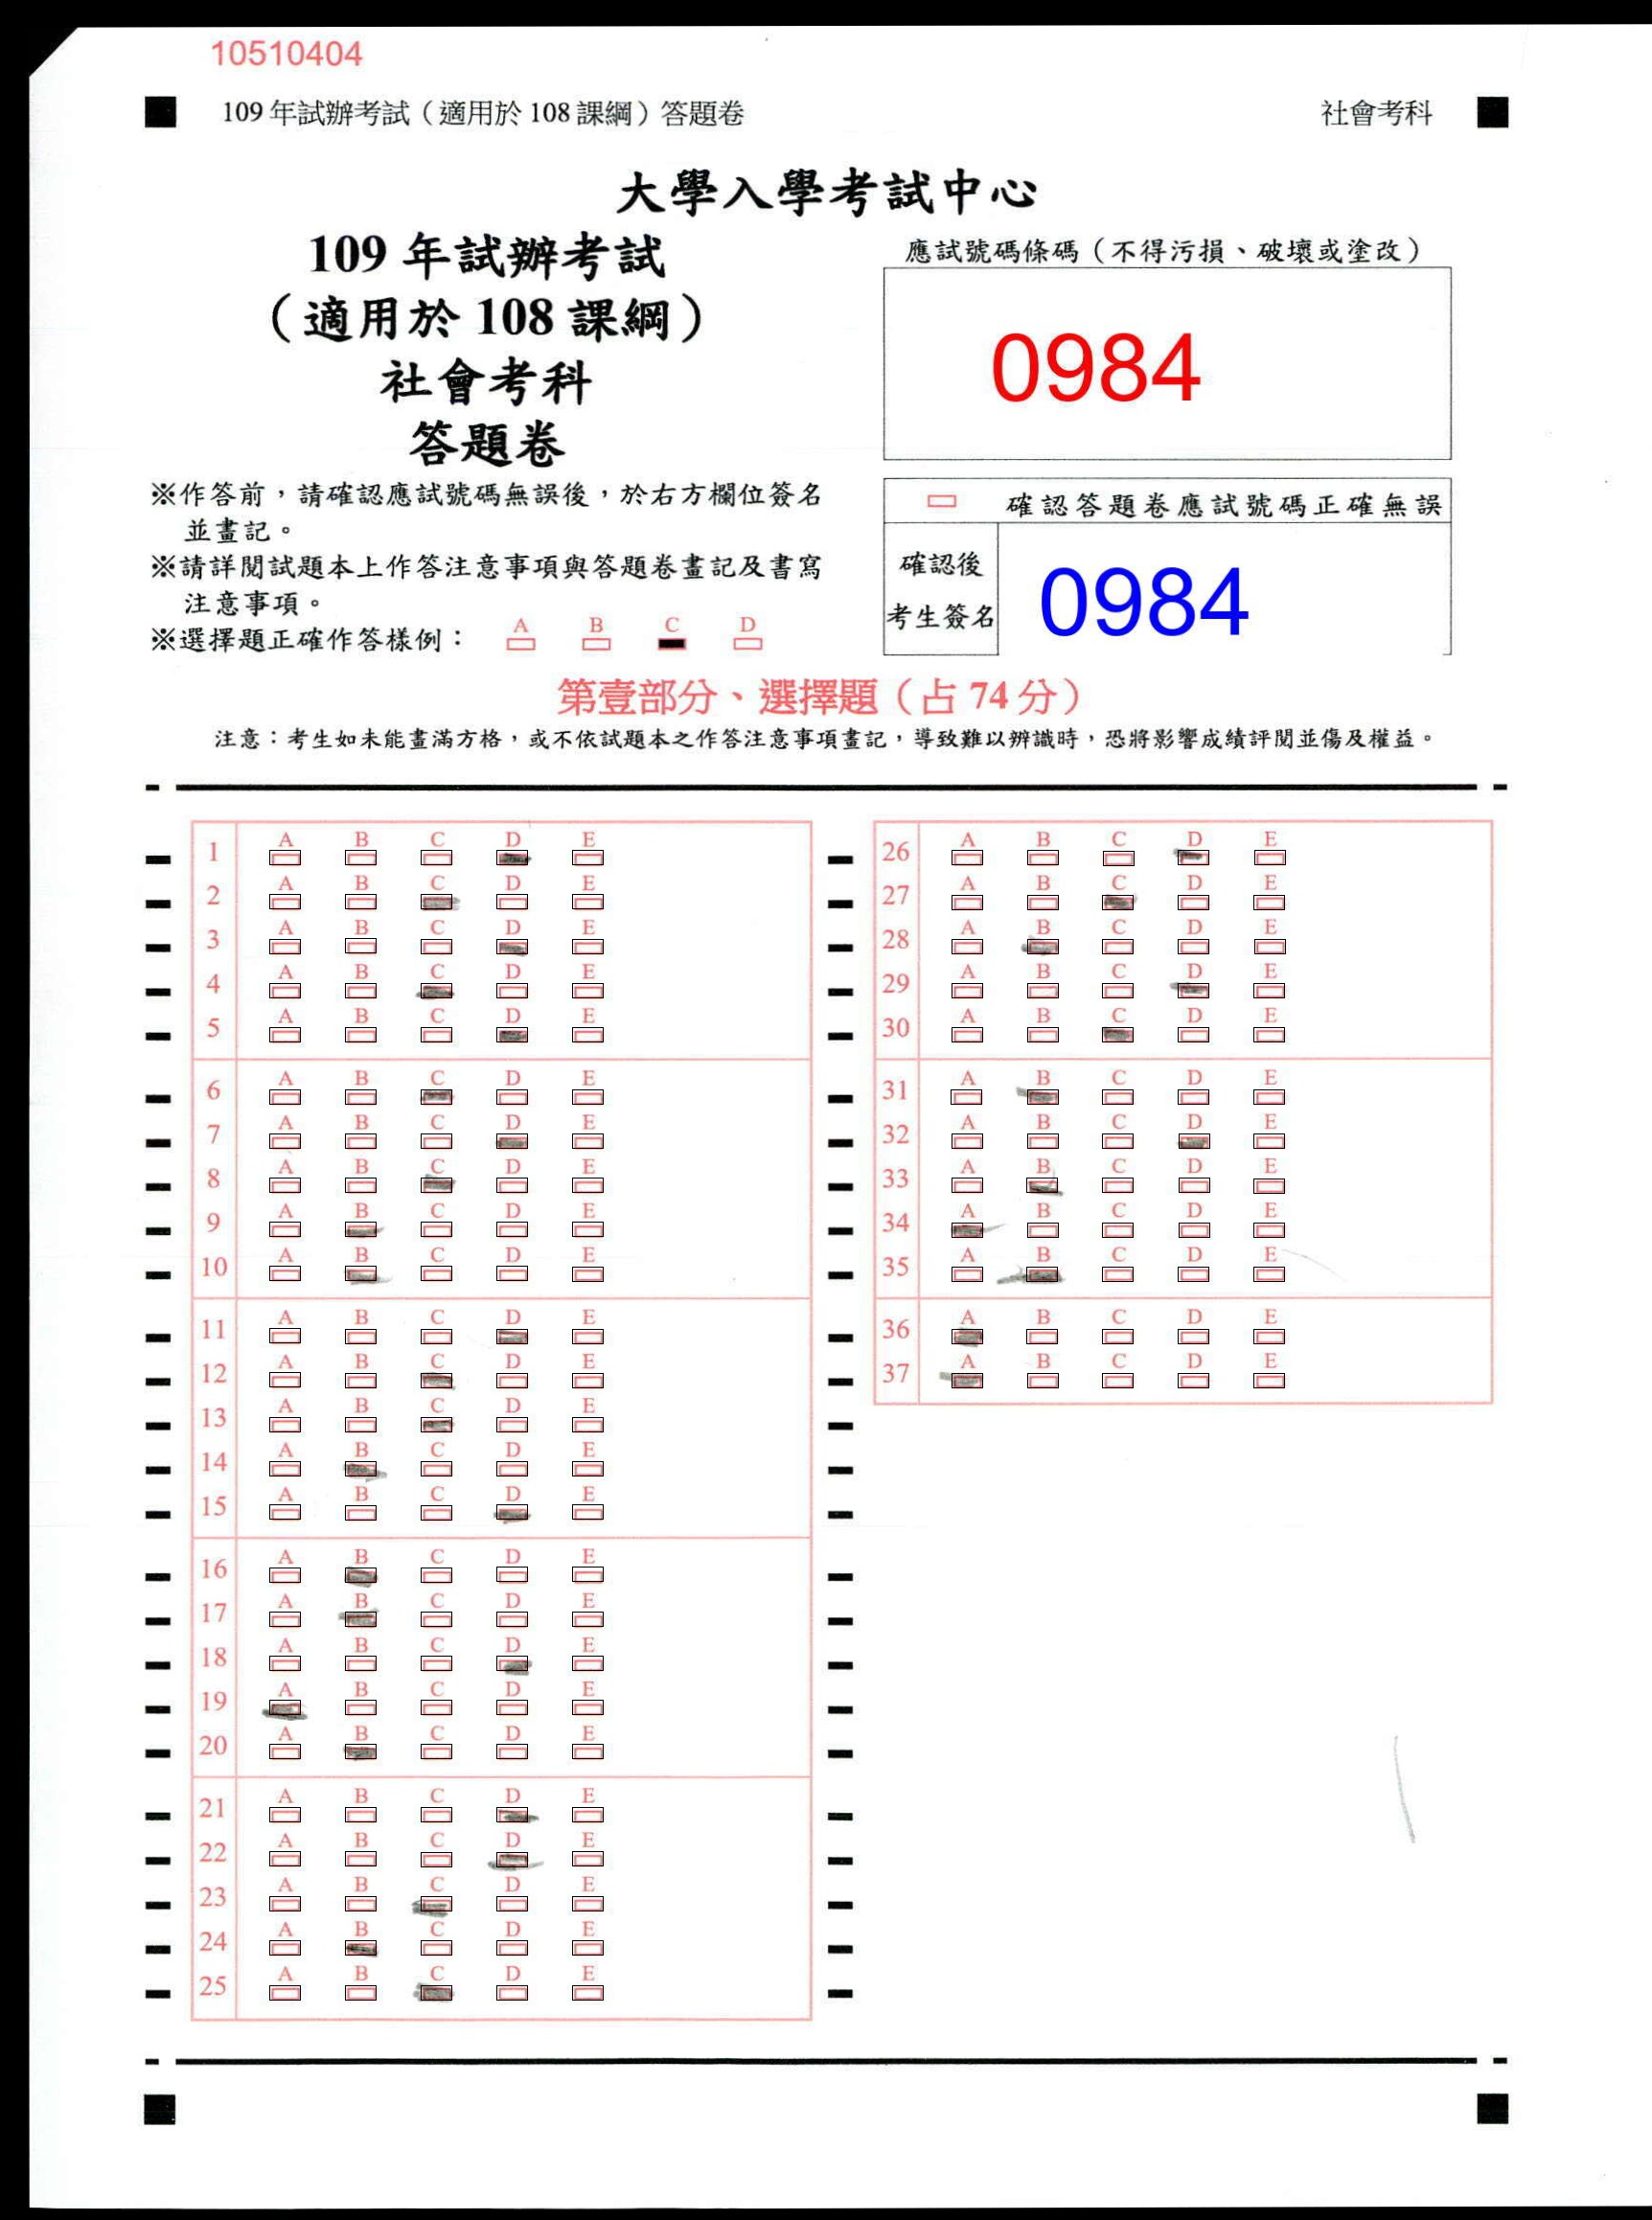 10510404
109 年試辦考試（適用於 108 課綱）答題卷 社會考科
大學入學考試中心
109 年試辦考試
（適用於 108 課綱）
社會考科
答題卷
應試號碼條碼（不得污損、破壞或塗改）
0984
※作答前，請確認應試號碼無誤後，於右方欄位簽名
並畫記。
※請詳閱試題本上作答注意事項與答題卷畫記及書寫
注意事項。
※選擇題正確作答樣例： A B C D
確認答題卷應試號碼正確無誤
確認後
考生簽名
0984
第壹部分、選擇題（占 74 分）
注意：考生如未能畫滿方格，或不依試題本之作答注意事項畫記，導致難以辨識時，恐將影響成績評閱並傷及權益。
1 A B C D E
2 A B C D E
3 A B C D E
4 A B C D E
5 A B C D E
6 A B C D E
7 A B C D E
8 A B C D E
9 A B C D E
10 A B C D E
11 A B C D E
12 A B C D E
13 A B C D E
14 A B C D E
15 A B C D E
16 A B C D E
17 A B C D E
18 A B C D E
19 A B C D E
20 A B C D E
21 A B C D E
22 A B C D E
23 A B C D E
24 A B C D E
25 A B C D E
26 A B C D E
27 A B C D E
28 A B C D E
29 A B C D E
30 A B C D E
31 A B C D E
32 A B C D E
33 A B C D E
34 A B C D E
35 A B C D E
36 A B C D E
37 A B C D E